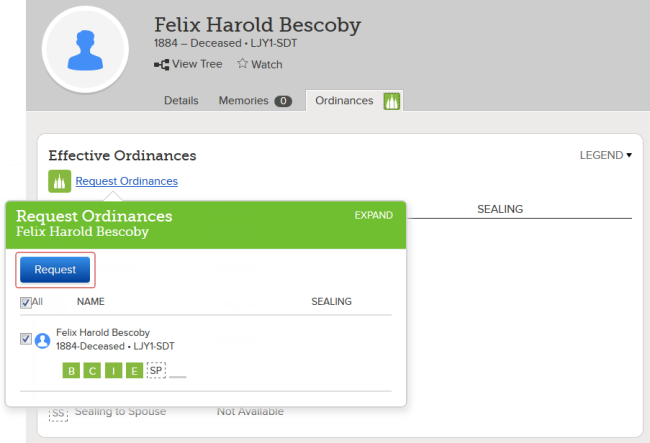 Felix Harold Bescoby
1884 – Deceased • LJY1-SDT
View Tree Watch
Details Memories 0 Ordinances
Effective Ordinances LEGEND ▾
Request Ordinances
SEALING
Request Ordinances EXPAND
Felix Harold Bescoby
Request
All NAME SEALING
Felix Harold Bescoby
1884-Deceased • LJY1-SDT
B C I E SP
SS Sealing to Spouse Not Available